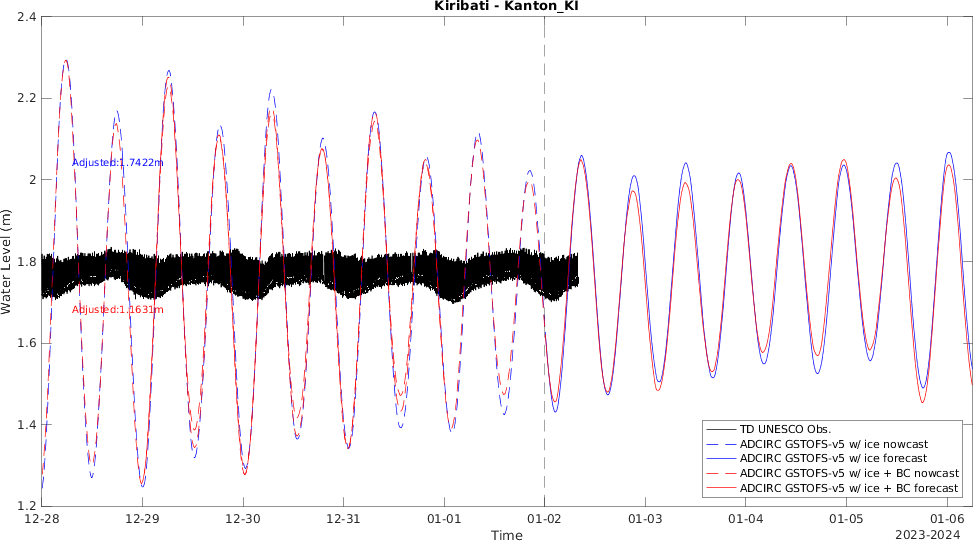 Kiribati - Kanton_KI
2.4
2.2
2
1.8
1.6
1.4
1.2
Water Level (m)
Adjusted:1.7422m
Adjusted:1.1631m
TD UNESCO Obs.
ADCIRC GSTOFS-v5 w/ ice nowcast
ADCIRC GSTOFS-v5 w/ ice forecast
ADCIRC GSTOFS-v5 w/ ice + BC nowcast
ADCIRC GSTOFS-v5 w/ ice + BC forecast
12-28 12-29 12-30 12-31 01-01 01-02 01-03 01-04 01-05 01-06
Time
2023-2024